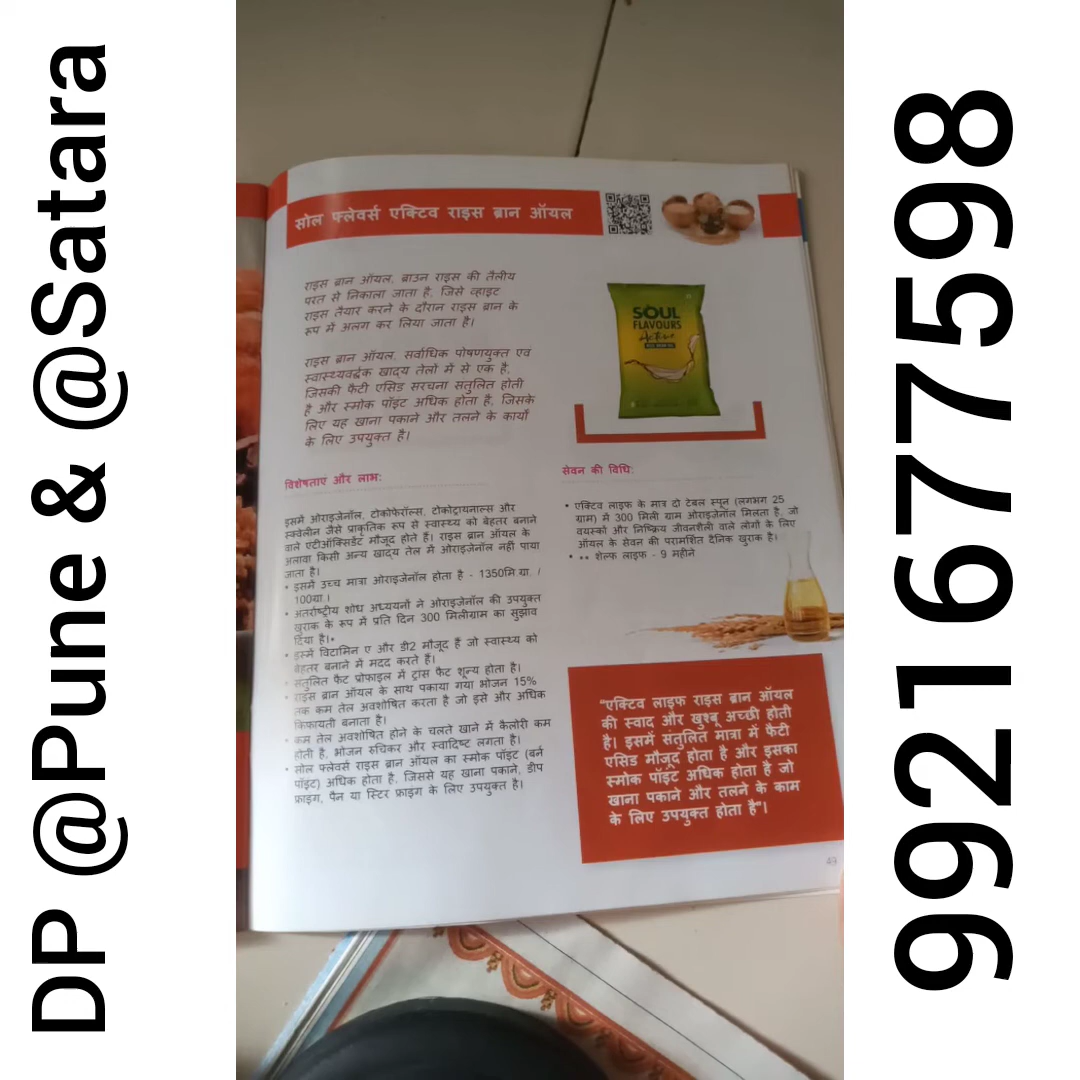 DP @Pune & @Satara
सोल फ्लेवर्स एक्टिव राइस ब्रान ऑयल
राइस ब्रान ऑयल, ब्राउन राइस की तैलीय
परत से निकाला जाता है, जिसे व्हाइट
राइस तैयार करने के दौरान राइस ब्रान के
रूप में अलग कर लिया जाता है।
राइस ब्रान ऑयल, सर्वाधिक पोषणयुक्त एवं
स्वास्थ्यवर्द्धक खाद्य तेलों में से एक है,
जिसकी फैटी एसिड सरचना संतुलित होती
है और स्मोक पॉइंट अधिक होता है, जिसके
लिए यह खाना पकाने और तलने के कार्यों
के लिए उपयुक्त है।
विशेषताएं और लाभ:
इसमें ओराइजेनॉल, टोकोफेरॉल्स, टोकोट्रायनाल्स और
स्क्वेलीन जैसे प्राकृतिक रूप से स्वास्थ्य को बेहतर बनाने
वाले एंटीऑक्सिडेंट मौजूद होते हैं। राइस ब्रान ऑयल के
अलावा किसी अन्य खाद्य तेल में ओराइजेनॉल नहीं पाया
जाता है।
• इसमें उच्च मात्रा ओराइजेनॉल होता है - 1350मि.ग्रा. /
100ग्रा.।
• अंतर्राष्ट्रीय शोध अध्ययनों ने ओराइजेनॉल की उपयुक्त
खुराक के रूप में प्रति दिन 300 मिलीग्राम का सुझाव
दिया है।•
• इस्में विटामिन ए और डी2 मौजूद हैं जो स्वास्थ्य को
बेहतर बनाने में मदद करते हैं।
• संतुलित फैट प्रोफाइल में ट्रांस फैट शून्य होता है।
• राइस ब्रान ऑयल के साथ पकाया गया भोजन 15%
तक कम तेल अवशोषित करता है जो इसे और अधिक
किफायती बनाता है।
• कम तेल अवशोषित होने के चलते खाने में कैलोरी कम
होती है, भोजन रुचिकर और स्वादिष्ट लगता है।
• सोल फ्लेवर्स राइस ब्रान ऑयल का स्मोक पॉइंट (बर्न
पॉइंट) अधिक होता है, जिससे यह खाना पकाने, डीप
फ्राइंग, पैन या स्टिर फ्राइंग के लिए उपयुक्त है।
SOUL
FLAVOURS
Active
सेवन की विधि:
• एक्टिव लाइफ के मात्र दो टेबल स्पून (लगभग 25
ग्राम) में 300 मिली ग्राम ओराइजेनॉल मिलता है, जो
वयस्कों और निष्क्रिय जीवनशैली वाले लोगों के लिए
ऑयल के सेवन की परामर्शित दैनिक खुराक है।
• •• शेल्फ लाइफ - 9 महीने
"एक्टिव लाइफ राइस ब्रान ऑयल
की स्वाद और खुश्बू अच्छी होती
है। इसमें संतुलित मात्रा में फैटी
एसिड मौजूद होता है और इसका
स्मोक पॉइंट अधिक होता है जो
खाना पकाने और तलने के काम
के लिए उपयुक्त होता है"।
49
9921677598